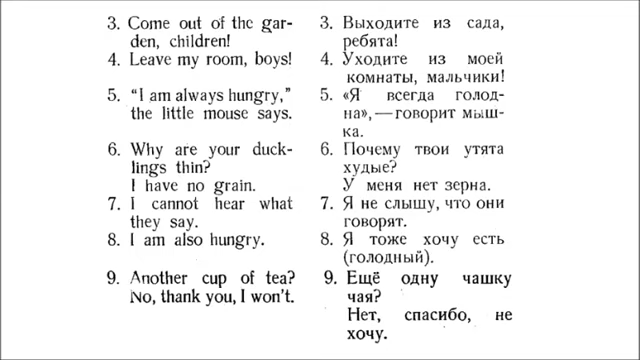 3. Come out of the gar-
den, children!
4. Leave my room, boys!
5. “I am always hungry,”
the little mouse says.
6. Why are your duck-
lings thin?
I have no grain.
7. I cannot hear what
they say.
8. I am also hungry.
9. Another cup of tea?
No, thank you, I won't.
3. Выходите из сада,
ребята!
4. Уходите из моей
комнаты, мальчики!
5. «Я всегда голод-
на»,—говорит мыш-
ка.
6. Почему твои утята
худые?
У меня нет зерна.
7. Я не слышу, что они
говорят.
8. Я тоже хочу есть
(голодный).
9. Ещё одну чашку
чая?
Нет, спасибо, не
хочу.